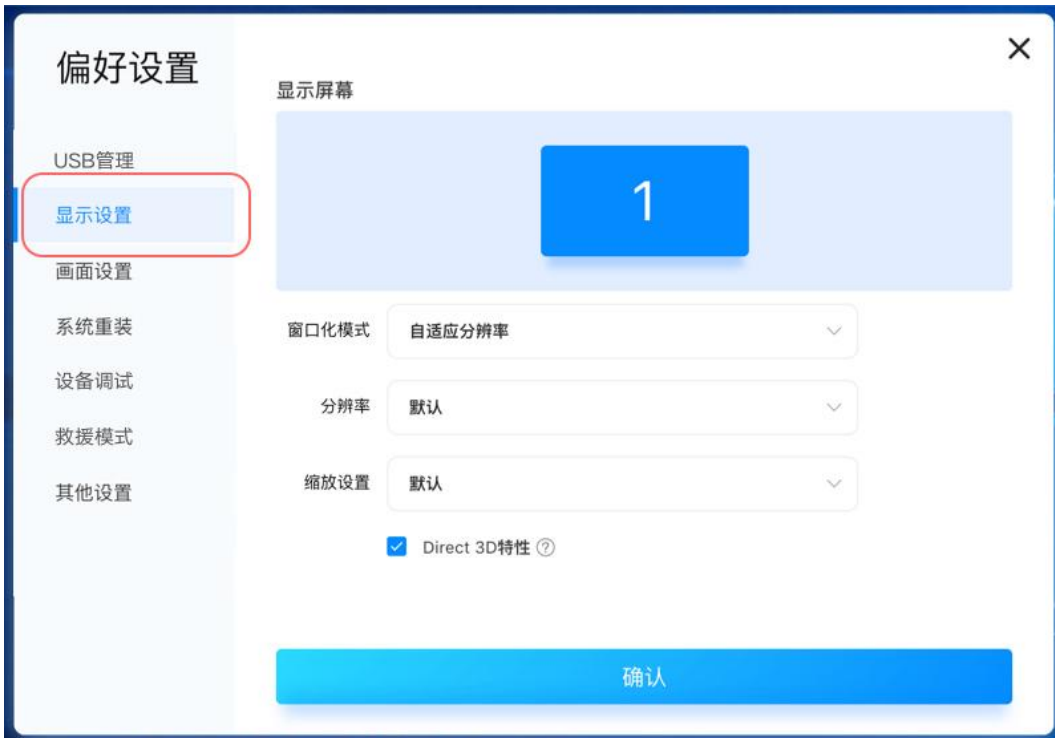 偏好设置
USB管理
显示设置
画面设置
系统重装
设备调试
救援模式
其他设置
显示屏幕
1
窗口化模式 自适应分辨率
分辨率 默认
缩放设置 默认
Direct 3D特性 ?
确认